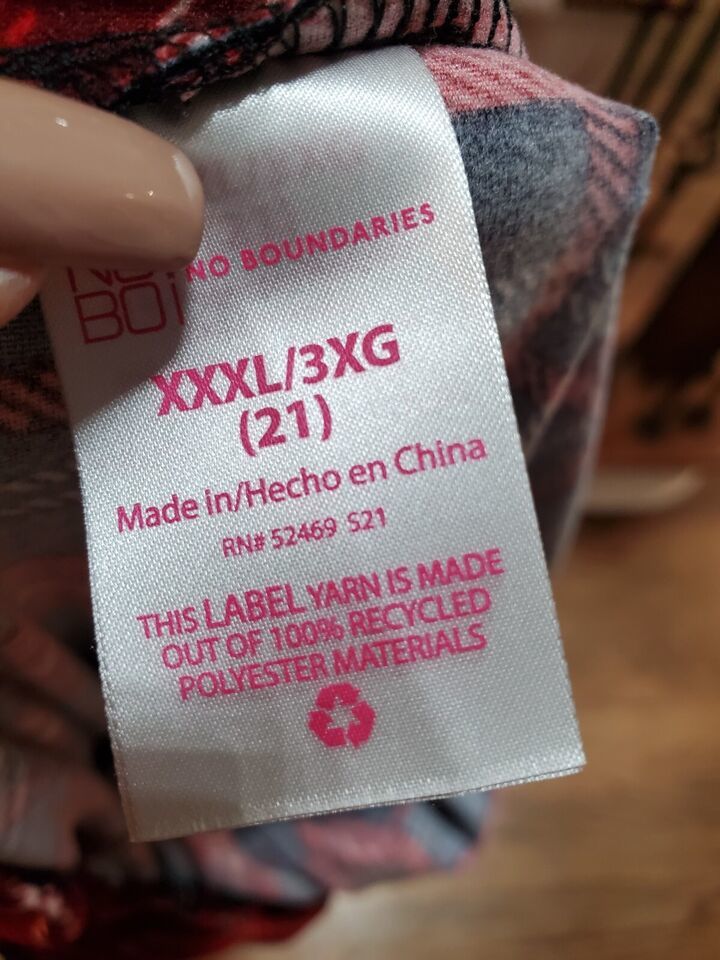 NO BOUNDARIES
BO
XXXL/3XG
(21)
Made in/Hecho en China
RN# 52469 S21
THIS LABEL YARN IS MADE
OUT OF 100% RECYCLED
POLYESTER MATERIALS